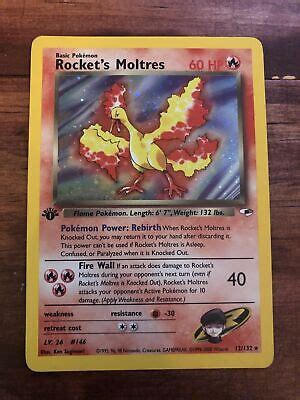 Basic Pokémon
Rocket's Moltres 60 HP
Flame Pokémon. Length: 6' 7", Weight: 132 lbs.
Pokémon Power: Rebirth When Rocket's Moltres is
Knocked Out, you may return it to your hand after discarding it.
This power can't be used if Rocket's Moltres is Asleep,
Confused, or Paralyzed when it is Knocked Out.
Fire Wall If an attack does damage to Rocket's
Moltres during your opponent's next turn (even if
Rocket's Moltres is Knocked Out), Rocket's Moltres
attacks your opponent's Active Pokémon for 10
damage. (Apply Weakness and Resistance.)
40
weakness resistance -30
retreat cost
LV. 26 #146
Illus. Ken Sugimori
12/132